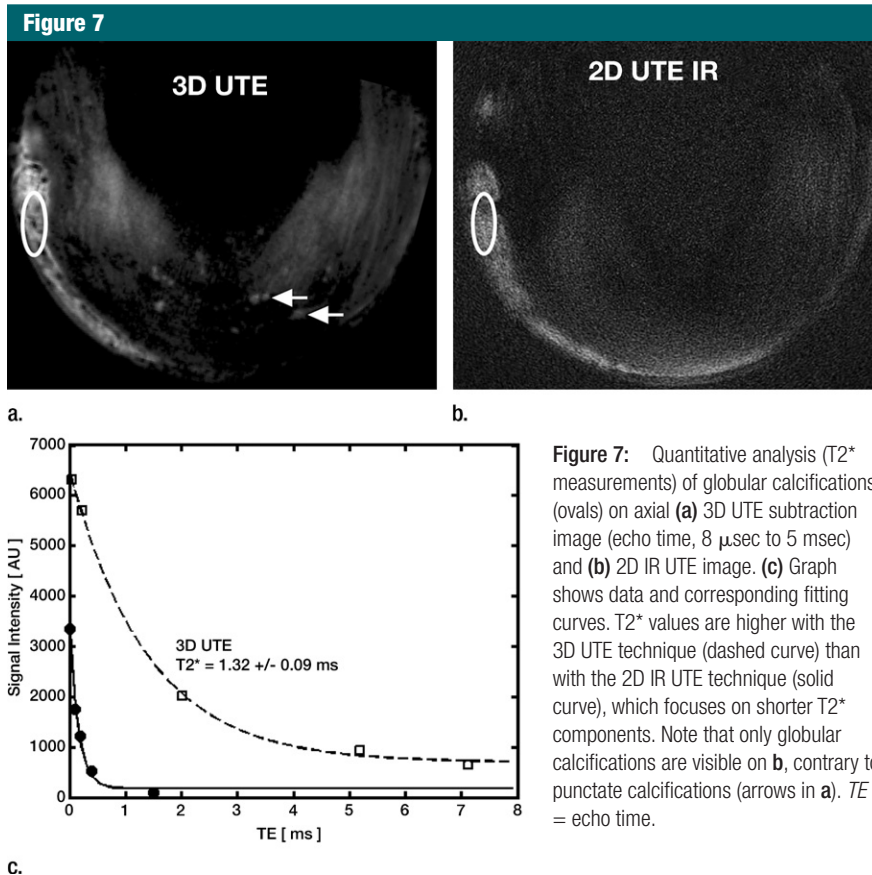 Figure 7
3D UTE
2D UTE IR
a.
b.
7000
6000
5000
4000
3000
2000
1000
0
Signal Intensity [ AU ]
3D UTE
T2* = 1.32 +/- 0.09 ms
0 1 2 3 4 5 6 7 8
TE [ ms ]
c.
Figure 7: Quantitative analysis (T2*
measurements) of globular calcifications
(ovals) on axial (a) 3D UTE subtraction
image (echo time, 8 μsec to 5 msec)
and (b) 2D IR UTE image. (c) Graph
shows data and corresponding fitting
curves. T2* values are higher with the
3D UTE technique (dashed curve) than
with the 2D IR UTE technique (solid
curve), which focuses on shorter T2*
components. Note that only globular
calcifications are visible on b, contrary to
punctate calcifications (arrows in a). TE
= echo time.